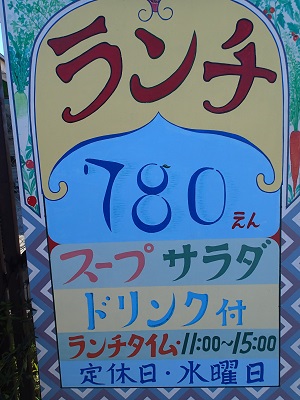 ランチ
780えん
スープ サラダ
ドリンク付
ランチタイム・11:00〜15:00
定休日・水曜日